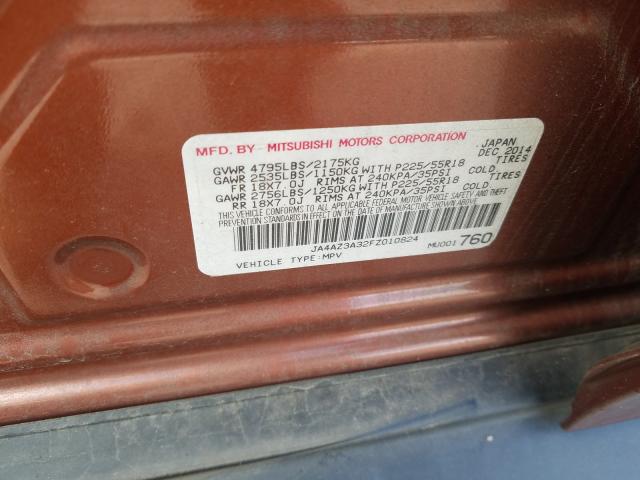 MFD. BY MITSUBISHI MOTORS CORPORATION JAPAN
GVWR 4795LBS/2175KG DEC 2014
GAWR 2535LBS/1150KG WITH P225/55R18 TIRES
FR 18X7.0J RIMS AT 240KPA/35PSI COLD
GAWR 2756LBS/1250KG WITH P225/55R18 TIRES
RR 18X7.0J RIMS AT 240KPA/35PSI COLD
THIS VEHICLE CONFORMS TO ALL APPLICABLE FEDERAL MOTOR VEHICLE SAFETY, BUMPER, AND THEFT
PREVENTION STANDARDS IN EFFECT ON THE DATE OF MANUFACTURE SHOWN ABOVE.
JA4AZ3A32FZ010824
VEHICLE TYPE:MPV MU001 760